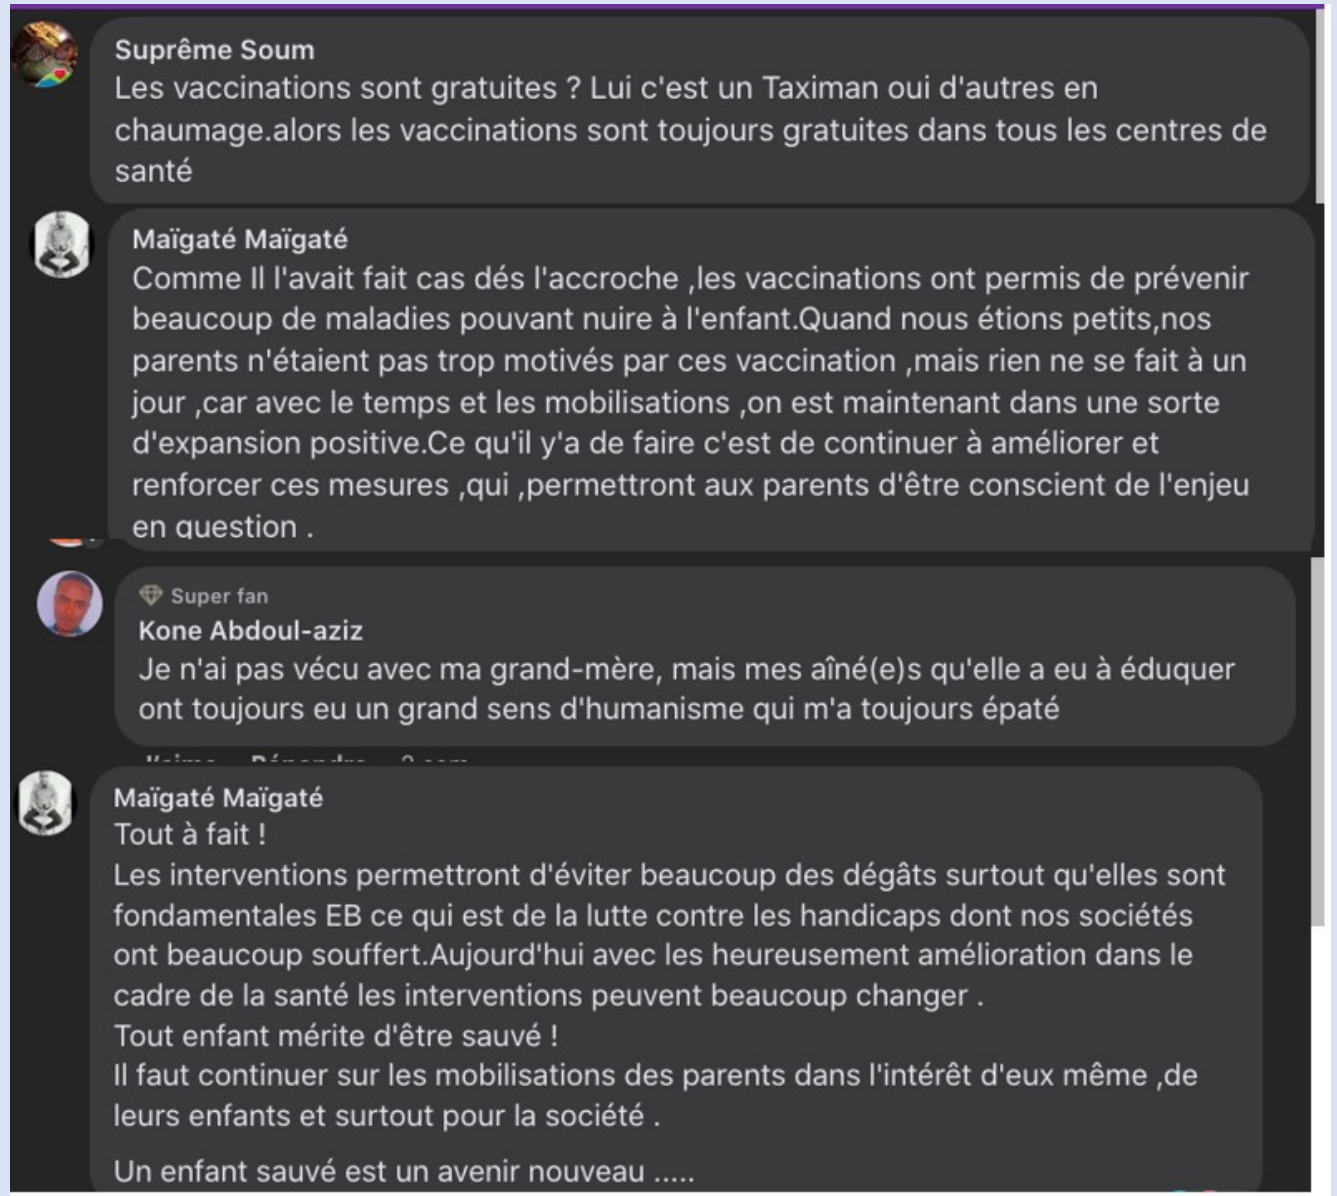 Suprême Soum
Les vaccinations sont gratuites ? Lui c'est un Taximan oui d'autres en
chaumage.alors les vaccinations sont toujours gratuites dans tous les centres de
santé
Maïgaté Maïgaté
Comme Il l'avait fait cas dés l'accroche ,les vaccinations ont permis de prévenir
beaucoup de maladies pouvant nuire à l'enfant.Quand nous étions petits,nos
parents n'étaient pas trop motivés par ces vaccination ,mais rien ne se fait à un
jour ,car avec le temps et les mobilisations ,on est maintenant dans une sorte
d'expansion positive.Ce qu'il y'a de faire c'est de continuer à améliorer et
renforcer ces mesures ,qui ,permettront aux parents d'être conscient de l'enjeu
en question .
Super fan
Kone Abdoul-aziz
Je n'ai pas vécu avec ma grand-mère, mais mes aîné(e)s qu'elle a eu à éduquer
ont toujours eu un grand sens d'humanisme qui m'a toujours épaté
J'aime Répondre 2 sem
Maïgaté Maïgaté
Tout à fait !
Les interventions permettront d'éviter beaucoup des dégâts surtout qu'elles sont
fondamentales EB ce qui est de la lutte contre les handicaps dont nos sociétés
ont beaucoup souffert.Aujourd'hui avec les heureusement amélioration dans le
cadre de la santé les interventions peuvent beaucoup changer .
Tout enfant mérite d'être sauvé !
Il faut continuer sur les mobilisations des parents dans l'intérêt d'eux même ,de
leurs enfants et surtout pour la société .
Un enfant sauvé est un avenir nouveau .....